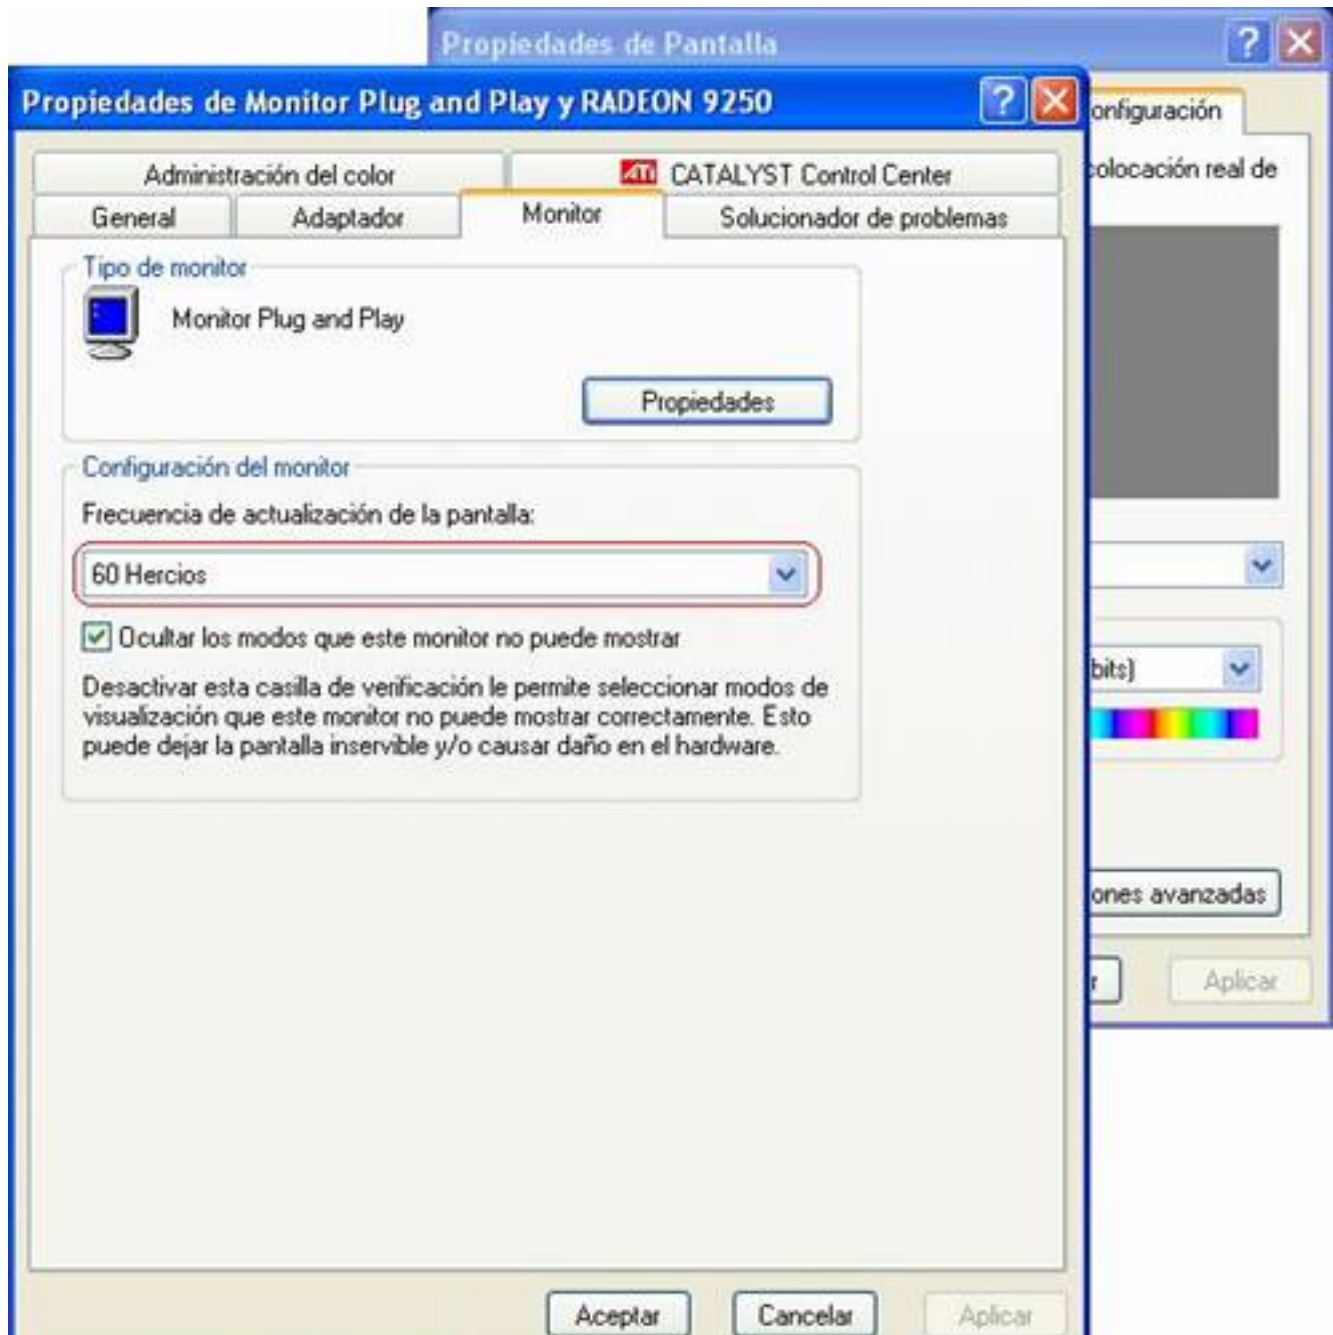 Propiedades de Pantalla
Propiedades de Monitor Plug and Play y RADEON 9250
onfiguración
colocación real de
Administración del color
ATI CATALYST Control Center
General
Adaptador
Monitor
Solucionador de problemas
Tipo de monitor
Monitor Plug and Play
Propiedades
Configuración del monitor
Frecuencia de actualización de la pantalla:
60 Hercios
Ocultar los modos que este monitor no puede mostrar
Desactivar esta casilla de verificación le permite seleccionar modos de
visualización que este monitor no puede mostrar correctamente. Esto
puede dejar la pantalla inservible y/o causar daño en el hardware.
bits)
ones avanzadas
r
Aplicar
Aceptar
Cancelar
Aplicar